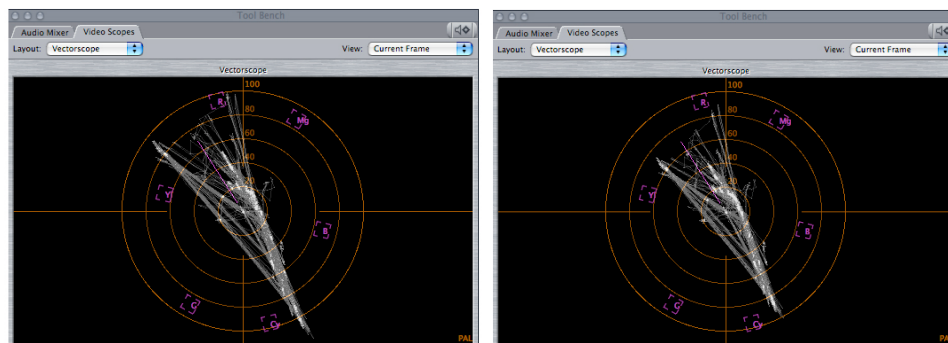 Tool Bench
Audio Mixer Video Scopes
Layout: Vectorscope View: Current Frame
Vectorscope
100
R
80
Mg
60
40
20
Yl
B
C
Cy
PAL
Tool Bench
Audio Mixer Video Scopes
Layout: Vectorscope View: Current Frame
Vectorscope
100
R
80
Mg
60
40
20
Yl
B
C
Cy